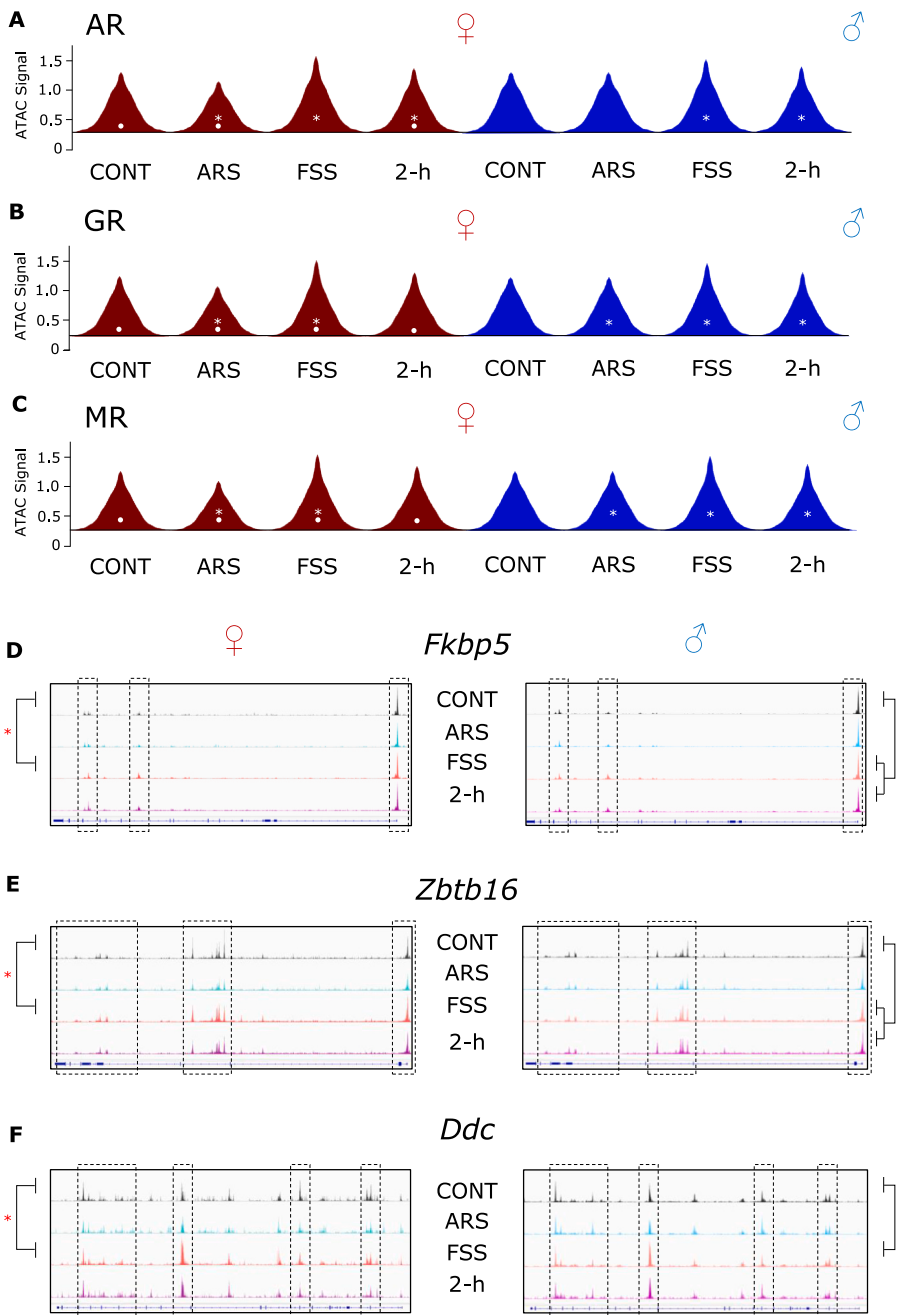 A
AR
♀
♂
ATAC Signal
1.5
1.0
0.5
0
* * * * *
CONT ARS FSS 2-h CONT ARS FSS 2-h
B
GR
♀
♂
ATAC Signal
1.5
1.0
0.5
0
* * * * *
CONT ARS FSS 2-h CONT ARS FSS 2-h
C
MR
♀
♂
ATAC Signal
1.5
1.0
0.5
0
* * * * *
CONT ARS FSS 2-h CONT ARS FSS 2-h
D
♀
Fkbp5
♂
*
CONT
ARS
FSS
2-h
E
Zbtb16
*
CONT
ARS
FSS
2-h
F
Ddc
*
CONT
ARS
FSS
2-h